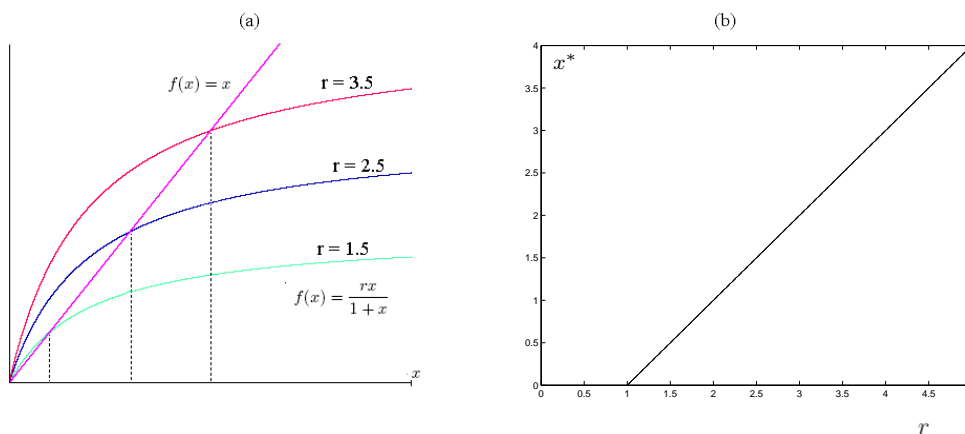 (a)
f(x) = x
r = 3.5
r = 2.5
r = 1.5
f(x) = rx / 1 + x
x
(b)
x*
4
3.5
3
2.5
2
1.5
1
0.5
0
0 0.5 1 1.5 2 2.5 3 3.5 4 4.5
r